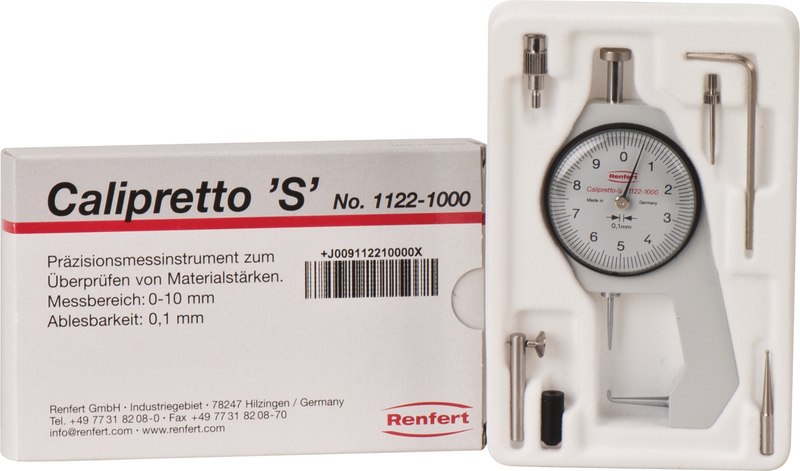 Calipretto 'S' No. 1122-1000
Präzisionsmessinstrument zum
Überprüfen von Materialstärken.
Messbereich: 0-10 mm
Ablesbarkeit: 0,1 mm
+J009112210000X
Renfert GmbH · Industriegebiet · 78247 Hilzingen / Germany
Tel. +49 77 31 82 08-0 · Fax +49 77 31 82 08-70
info@renfert.com · www.renfert.com
Renfert
0
1
2
3
4
5
6
7
8
9
Renfert
Calipretto-S 1122-1000
Made in Germany
0,1mm